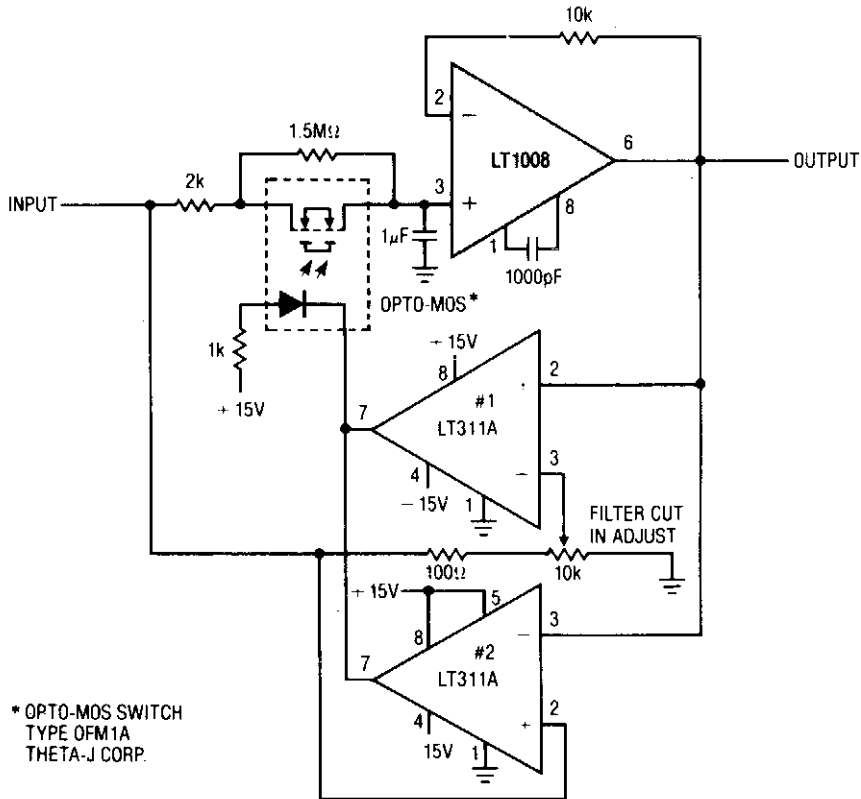 10k
2
−
1.5MΩ
6
LT1008
OUTPUT
2k
INPUT
3
+
8
1µF
1
1000pF
OPTO-MOS*
+ 15V
1k
8
2
#1
7
LT311A
+ 15V
3
−
4
− 15V
1
FILTER CUT
IN ADJUST
100Ω
10k
+ 15V
5
8
3
−
#2
7
LT311A
2
+
4
15V
1
* OPTO-MOS SWITCH
TYPE OFM1A
THETA-J CORP.